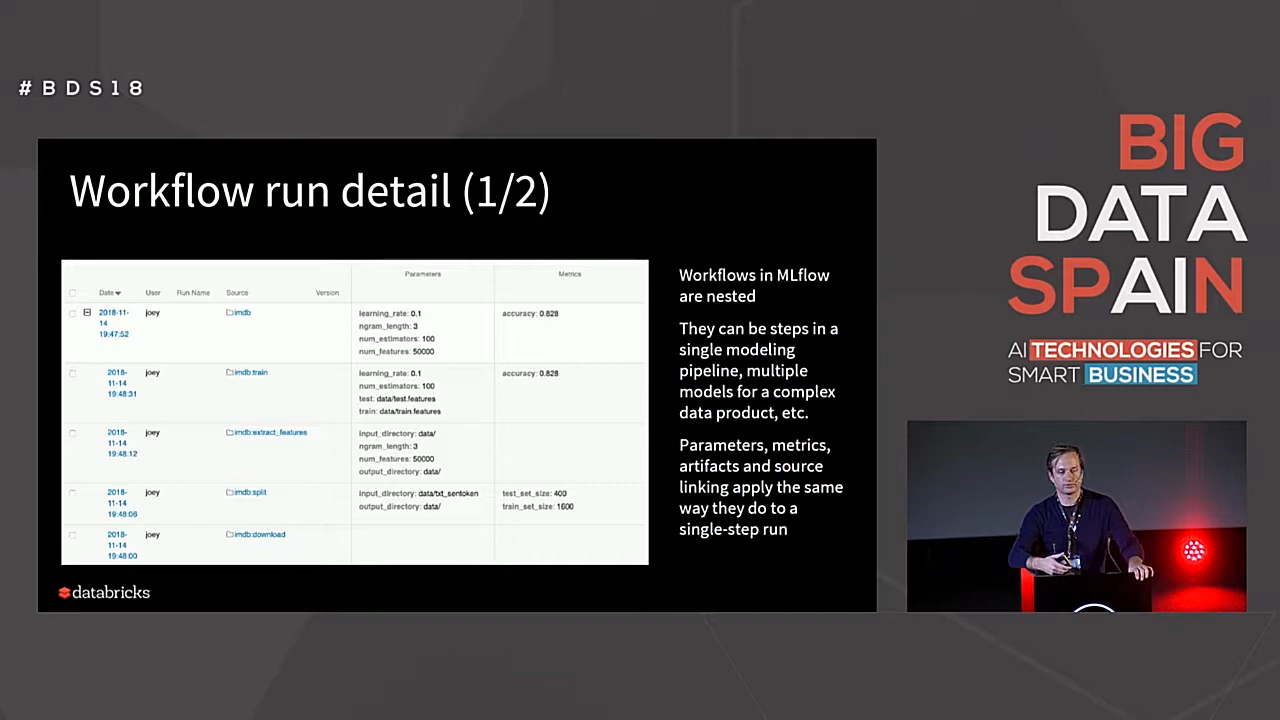 #BDS18
Workflow run detail (1/2)
Parameters Metrics
Date User Run Name Source Version
2018-11-
14
19:47:52
joey
imdb
learning_rate: 0.1
ngram_length: 3
num_estimators: 100
num_features: 50000
accuracy: 0.828
2018-
11-14
19:48:31
joey
imdb:train
learning_rate: 0.1
num_estimators: 100
test: data/test.features
train: data/train.features
accuracy: 0.828
2018-
11-14
19:48:12
joey
imdb:extract_features
input_directory: data/
ngram_length: 3
num_features: 50000
output_directory: data/
2018-
11-14
19:48:06
joey
imdb:split
input_directory: data/txt_sentoken
output_directory: data/
test_set_size: 400
train_set_size: 1600
2018-
11-14
19:48:00
joey
imdb:download
Workflows in MLflow
are nested
They can be steps in a
single modeling
pipeline, multiple
models for a complex
data product, etc.
Parameters, metrics,
artifacts and source
linking apply the same
way they do to a
single-step run
databricks
BIG
DATA
SPAIN
AI TECHNOLOGIES FOR
SMART BUSINESS